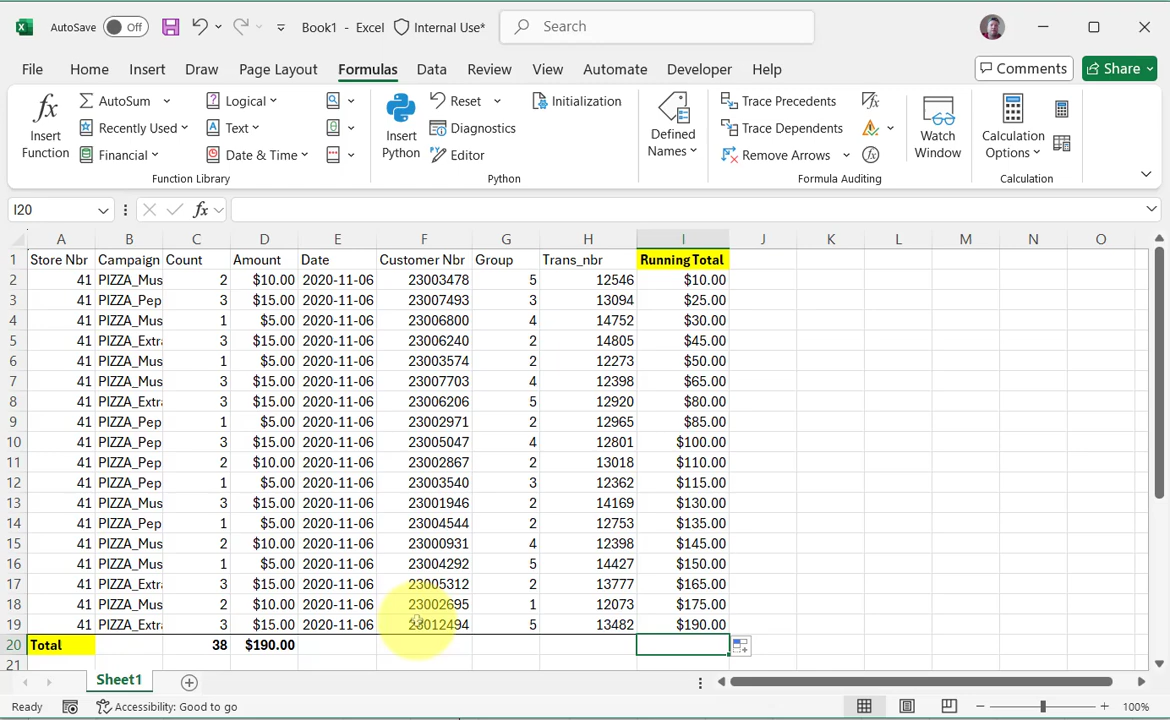 AutoSave Off Book1 - Excel Internal Use* Search
File Home Insert Draw Page Layout Formulas Data Review View Automate Developer Help Comments Share
fx Insert Function
AutoSum
Recently Used
Financial
Logical
Text
Date & Time
Function Library
Insert Python
Reset
Diagnostics
Editor
Initialization
Python
Defined Names
Trace Precedents
Trace Dependents
Remove Arrows
fx
fx
Formula Auditing
Watch Window
Calculation Options
Calculation
I20 fx
A B C D E F G H I J K L M N O
1 Store Nbr Campaign Count Amount Date Customer Nbr Group Trans_nbr Running Total
2 41 PIZZA_Mus 2 $10.00 2020-11-06 23003478 5 12546 $10.00
3 41 PIZZA_Pep 3 $15.00 2020-11-06 23007493 3 13094 $25.00
4 41 PIZZA_Mus 1 $5.00 2020-11-06 23006800 4 14752 $30.00
5 41 PIZZA_Extra 3 $15.00 2020-11-06 23006240 2 14805 $45.00
6 41 PIZZA_Mus 1 $5.00 2020-11-06 23003574 2 12273 $50.00
7 41 PIZZA_Mus 3 $15.00 2020-11-06 23007703 4 12398 $65.00
8 41 PIZZA_Extra 3 $15.00 2020-11-06 23006206 5 12920 $80.00
9 41 PIZZA_Pep 1 $5.00 2020-11-06 23002971 2 12965 $85.00
10 41 PIZZA_Pep 3 $15.00 2020-11-06 23005047 4 12801 $100.00
11 41 PIZZA_Pep 2 $10.00 2020-11-06 23002867 2 13018 $110.00
12 41 PIZZA_Pep 1 $5.00 2020-11-06 23003540 3 12362 $115.00
13 41 PIZZA_Mus 3 $15.00 2020-11-06 23001946 2 14169 $130.00
14 41 PIZZA_Pep 1 $5.00 2020-11-06 23004544 2 12753 $135.00
15 41 PIZZA_Mus 2 $10.00 2020-11-06 23000931 4 12398 $145.00
16 41 PIZZA_Mus 1 $5.00 2020-11-06 23004292 5 14427 $150.00
17 41 PIZZA_Extra 3 $15.00 2020-11-06 23005312 2 13777 $165.00
18 41 PIZZA_Mus 2 $10.00 2020-11-06 23002695 1 12073 $175.00
19 41 PIZZA_Extra 3 $15.00 2020-11-06 23012494 5 13482 $190.00
20 Total 38 $190.00
21
Sheet1
Ready Accessibility: Good to go 100%